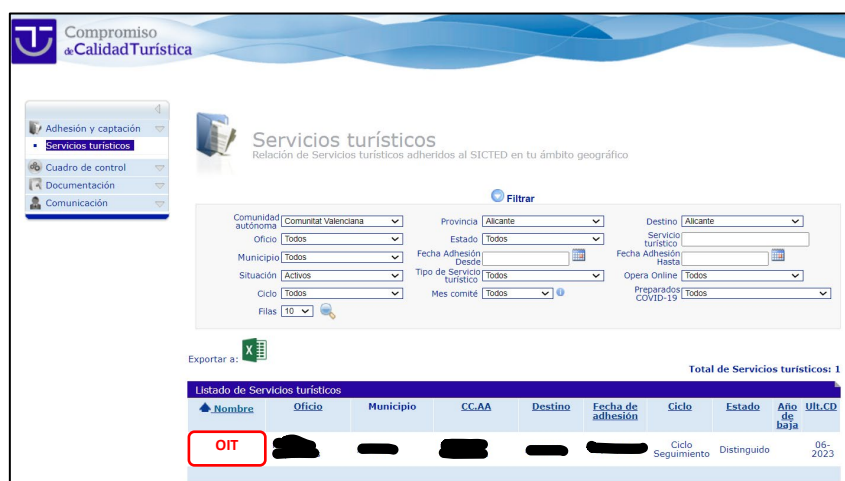 Compromiso
de CalidadTurística
Adhesión y captación
Servicios turísticos
Cuadro de control
Documentación
Comunicación
Servicios turísticos
Relación de Servicios turísticos adheridos al SICTED en tu ámbito geográfico
Filtrar
Comunidad autónoma Comunitat Valenciana Provincia Alicante Destino Alicante
Oficio Todos Estado Todos Servicio turístico
Municipio Todos Fecha Adhesión Desde Fecha Adhesión Hasta
Situación Activos Tipo de Servicio turístico Todos Opera Online Todos
Ciclo Todos Mes comité Todos Preparados COVID-19 Todos
Filas 10
Exportar a:
Total de Servicios turísticos: 1
Listado de Servicios turísticos
Nombre Oficio Municipio CC.AA Destino Fecha de adhesión Ciclo Estado Año de baja Ult.CD
OIT Ciclo Seguimiento Distinguido 06-2023